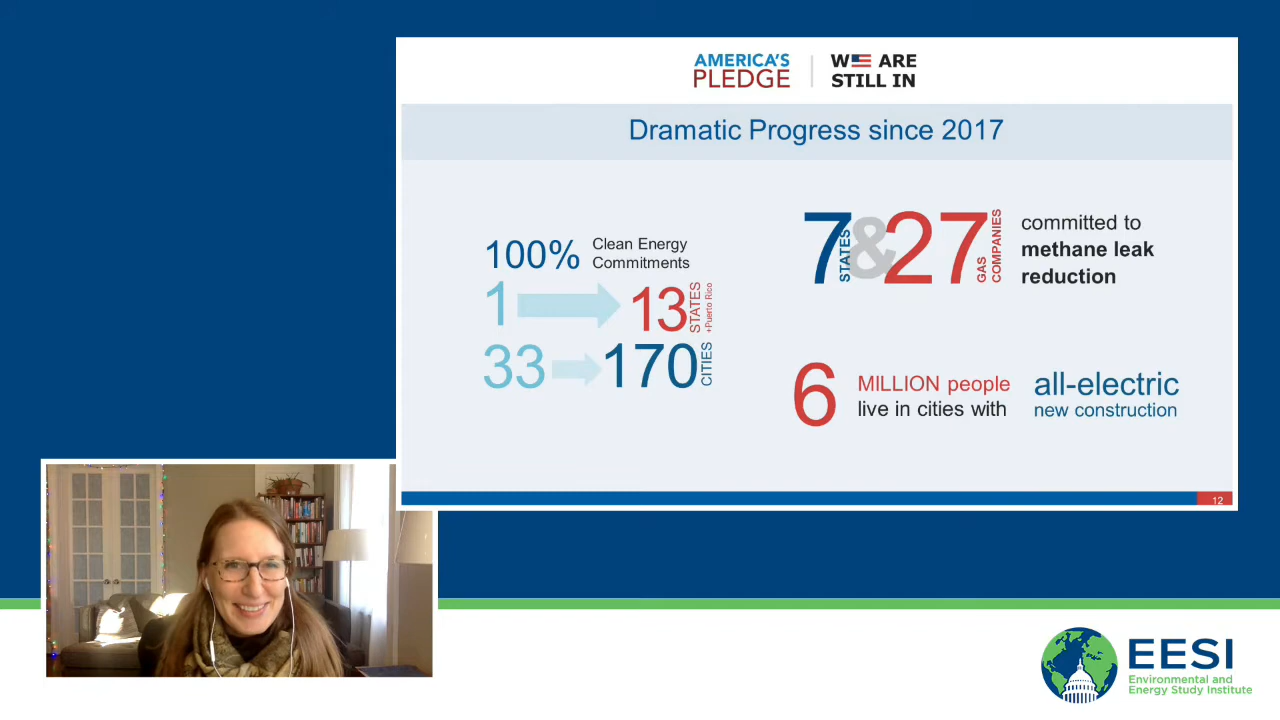 AMERICA'S
PLEDGE
WE ARE
STILL IN
Dramatic Progress since 2017
100% Clean Energy
Commitments
1 13 STATES +Puerto Rico
33 170 CITIES
7 STATES & 27 GAS COMPANIES
committed to
methane leak
reduction
6 MILLION people
live in cities with
all-electric
new construction
12
EESI
Environmental and
Energy Study Institute